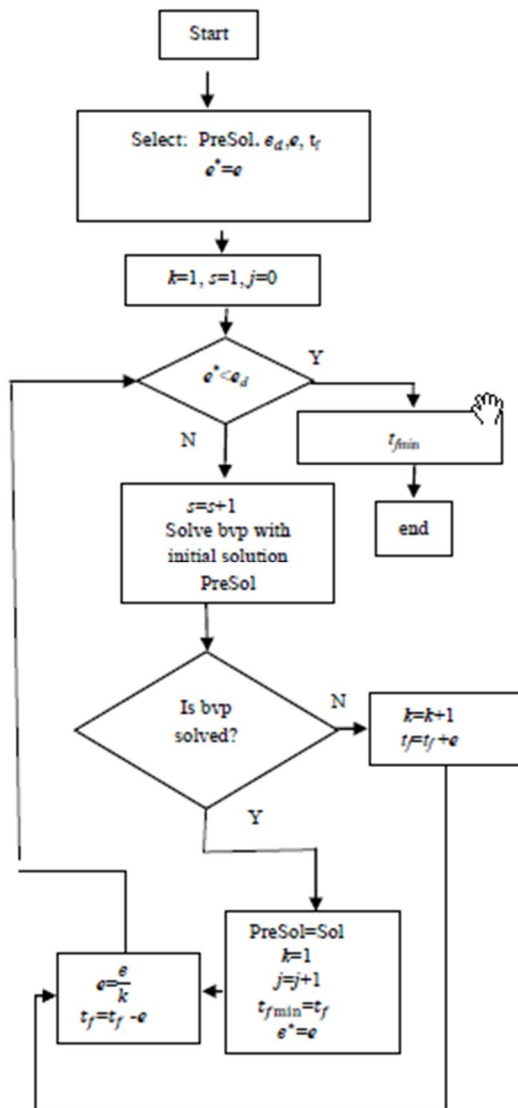 Start
Select: PreSol. e_d,e, t_f
e*=e
k=1, s=1, j=0
e*<e_d
Y
N
t_fmin
s=s+1
Solve bvp with
initial solution
PreSol
end
Is bvp
solved?
N
k=k+1
t_f=t_f+e
Y
PreSol=Sol
k=1
j=j+1
t_fmin=t_f
e*=e
e=e/k
t_f=t_f -e